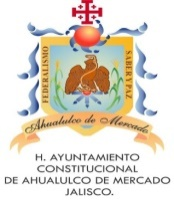 FEDERALISMO
SABER Y PAZ
Ahualulco de Mercado
H. AYUNTAMIENTO
CONSTITUCIONAL
DE AHUALULCO DE MERCADO
JALISCO.